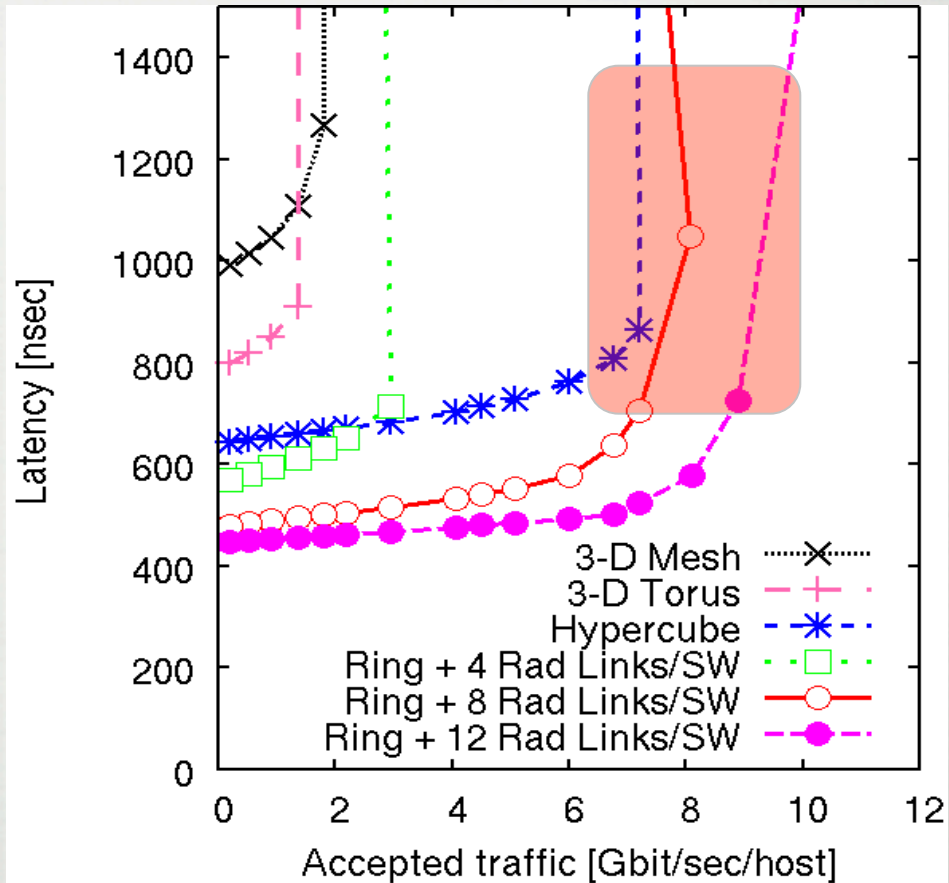 1400
1200
1000
800
600
400
200
0
Latency [nsec]
3-D Mesh
3-D Torus
Hypercube
Ring + 4 Rad Links/SW
Ring + 8 Rad Links/SW
Ring + 12 Rad Links/SW
0 2 4 6 8 10 12
Accepted traffic [Gbit/sec/host]